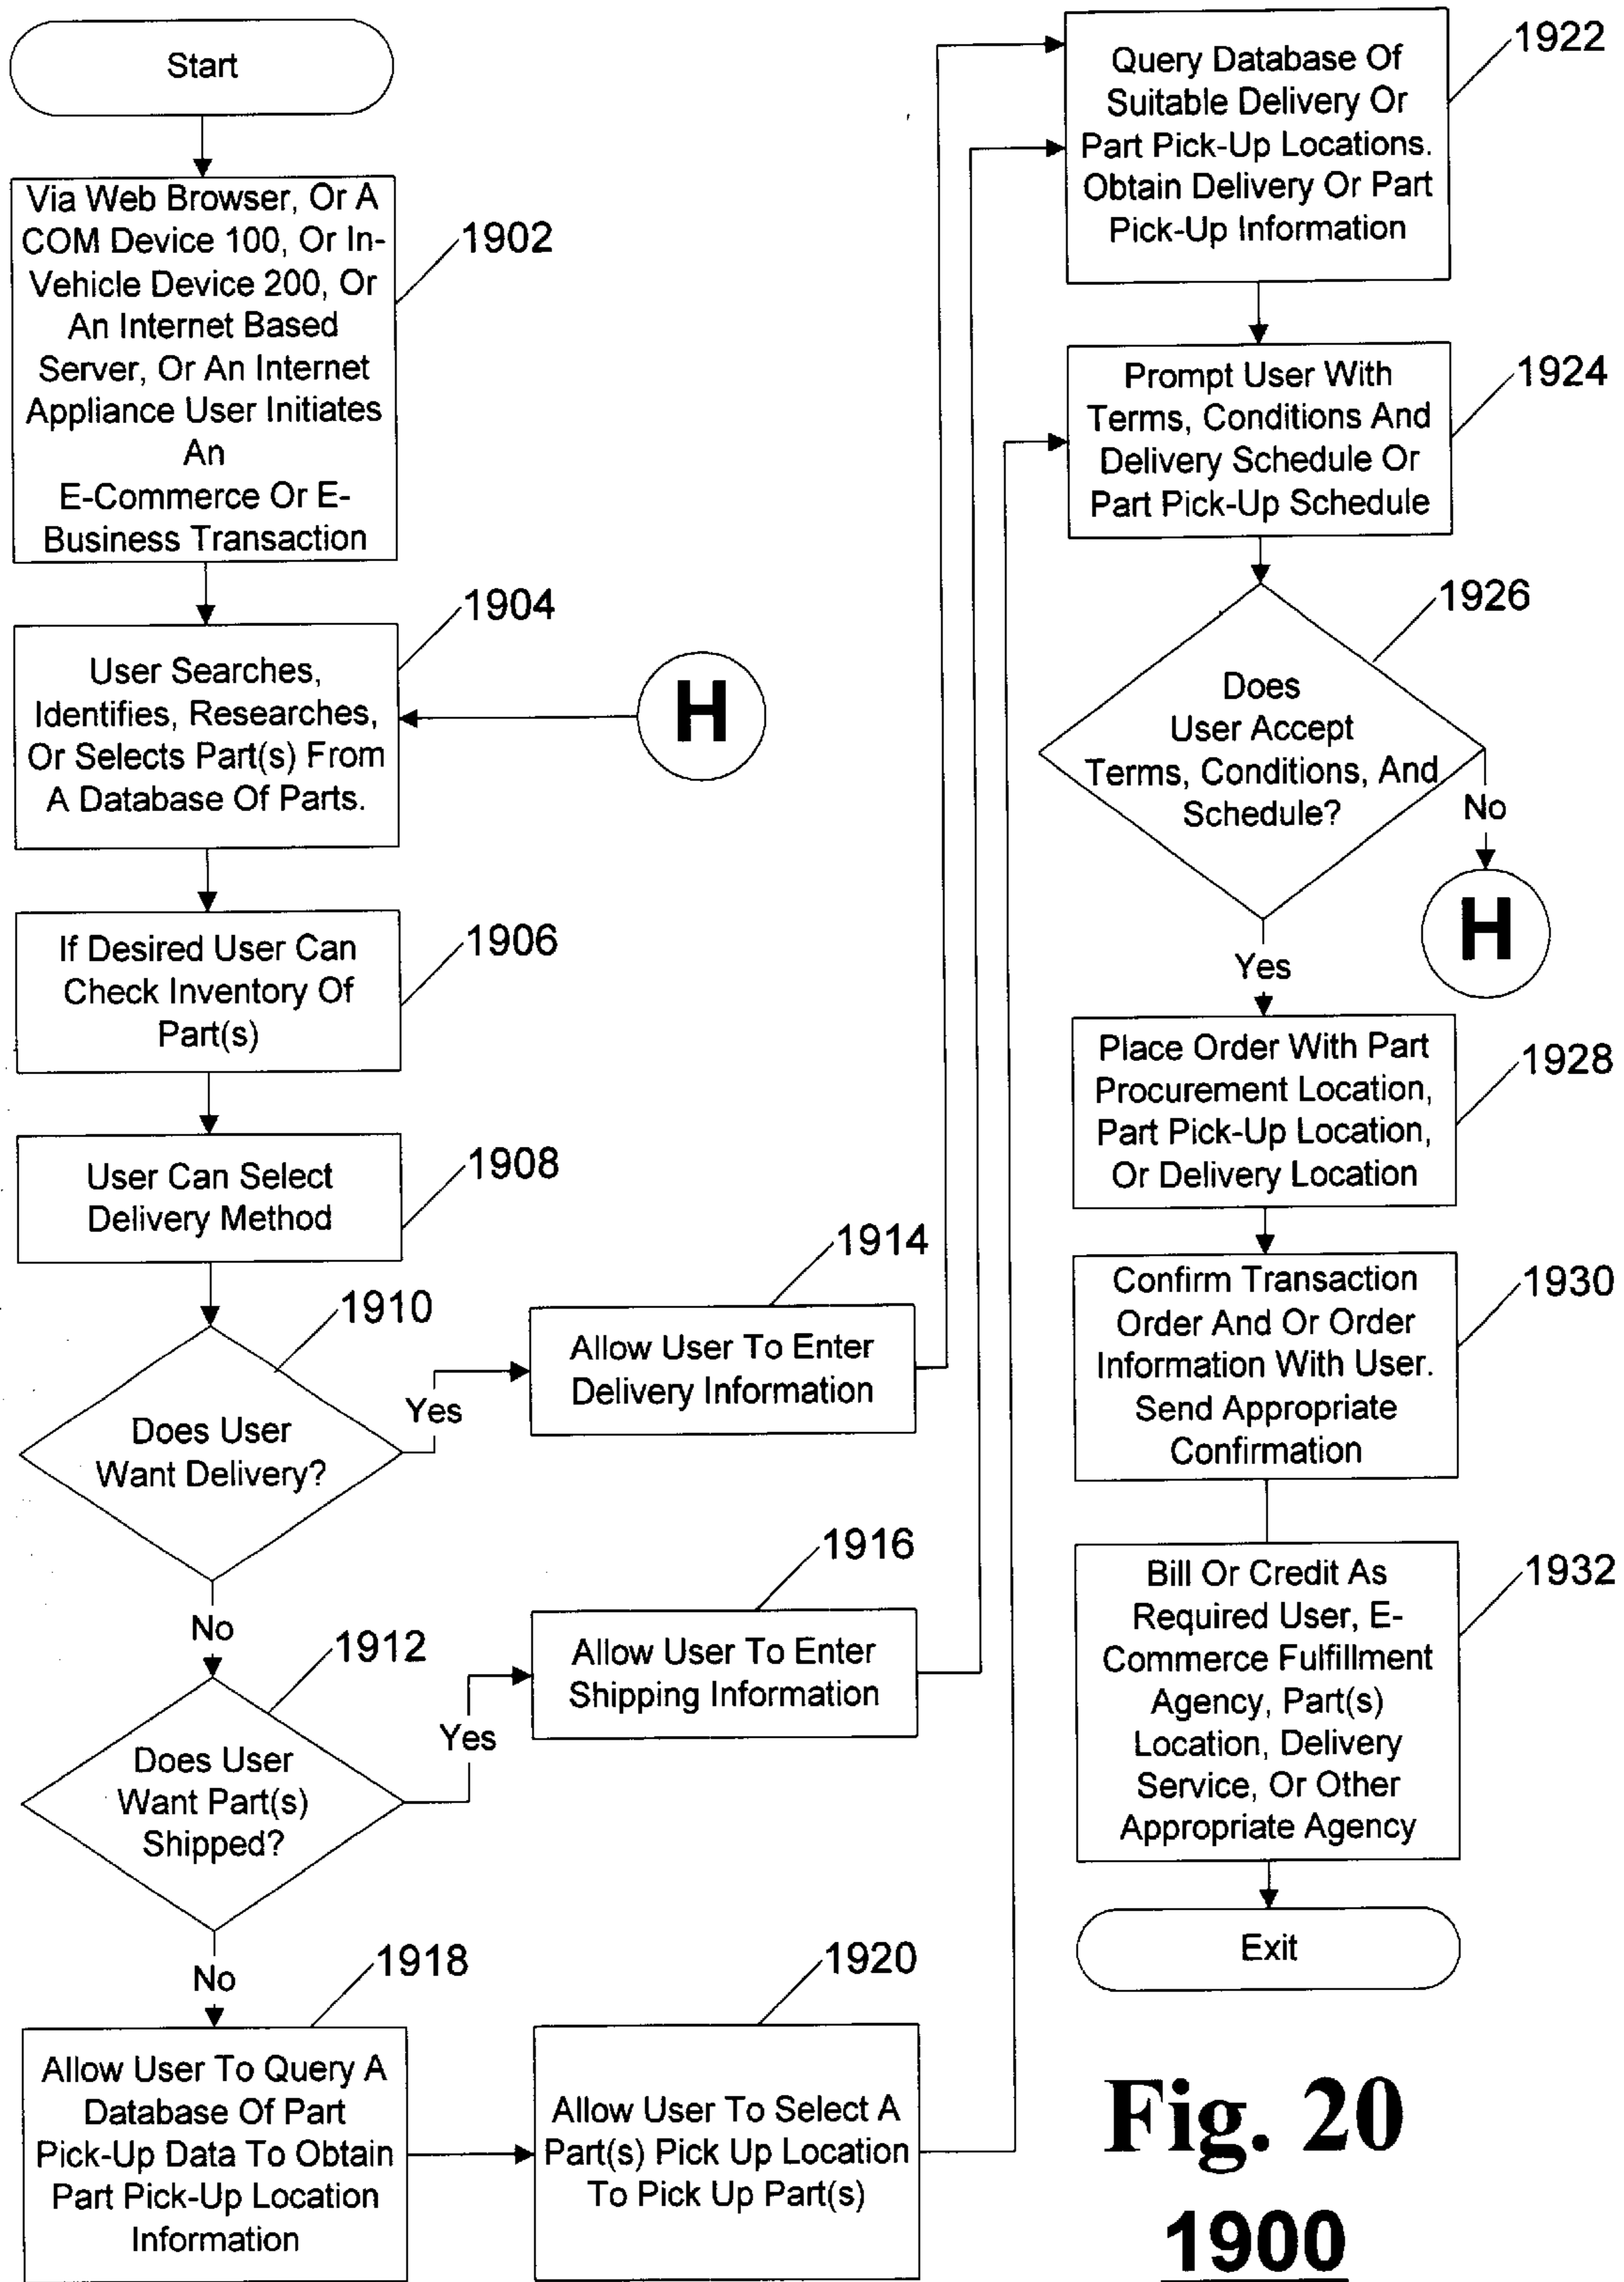 Start
Via Web Browser, Or A
COM Device 100, Or In-
Vehicle Device 200, Or
An Internet Based
Server, Or An Internet
Appliance User Initiates
An
E-Commerce Or E-
Business Transaction
1902
1904
User Searches,
Identifies, Researches,
Or Selects Part(s) From
A Database Of Parts.
H
If Desired User Can
Check Inventory Of
Part(s)
1906
User Can Select
Delivery Method
1908
1910
Does User
Want Delivery?
Yes
1914
Allow User To Enter
Delivery Information
No
1912
Does User
Want Part(s)
Shipped?
Yes
1916
Allow User To Enter
Shipping Information
No
1918
Allow User To Query A
Database Of Part
Pick-Up Data To Obtain
Part Pick-Up Location
Information
1920
Allow User To Select A
Part(s) Pick Up Location
To Pick Up Part(s)
1922
Query Database Of
Suitable Delivery Or
Part Pick-Up Locations.
Obtain Delivery Or Part
Pick-Up Information
1924
Prompt User With
Terms, Conditions And
Delivery Schedule Or
Part Pick-Up Schedule
1926
Does
User Accept
Terms, Conditions, And
Schedule?
No
H
Yes
Place Order With Part
Procurement Location,
Part Pick-Up Location,
Or Delivery Location
1928
Confirm Transaction
Order And Or Order
Information With User.
Send Appropriate
Confirmation
1930
Bill Or Credit As
Required User, E-
Commerce Fulfillment
Agency, Part(s)
Location, Delivery
Service, Or Other
Appropriate Agency
1932
Exit
Fig. 20
1900